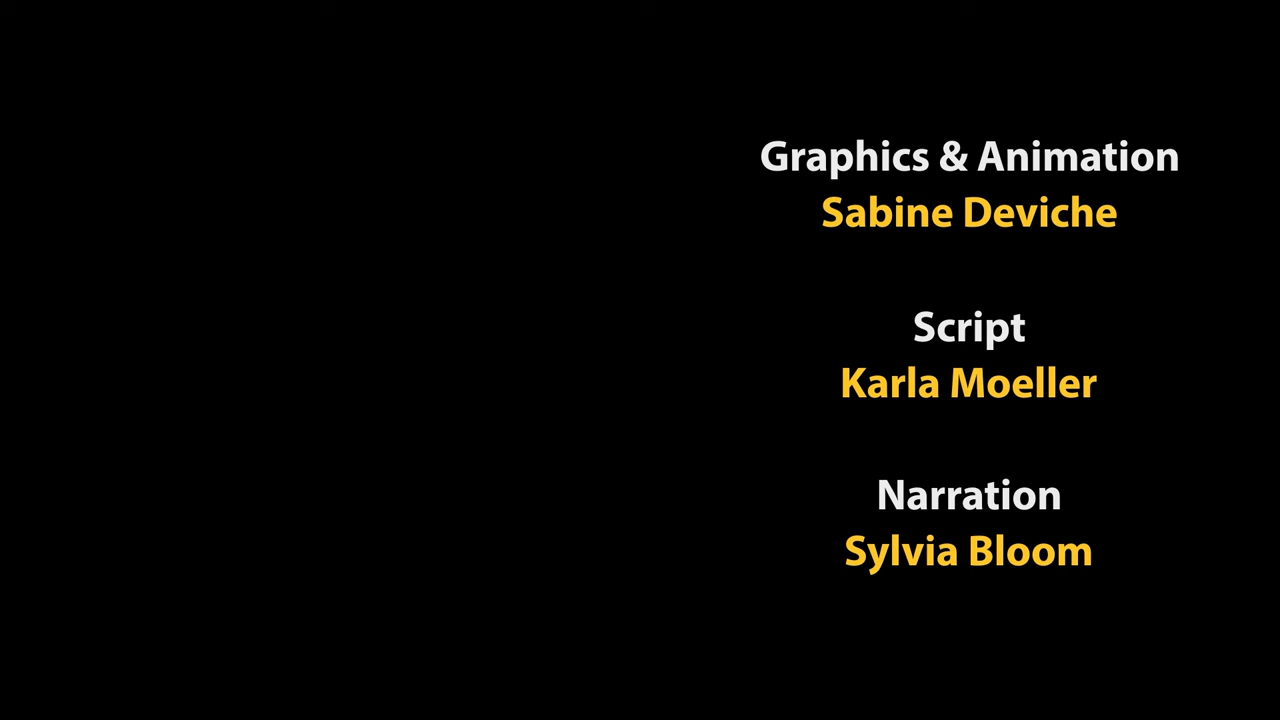 Graphics & Animation
Sabine Deviche
Script
Karla Moeller
Narration
Sylvia Bloom